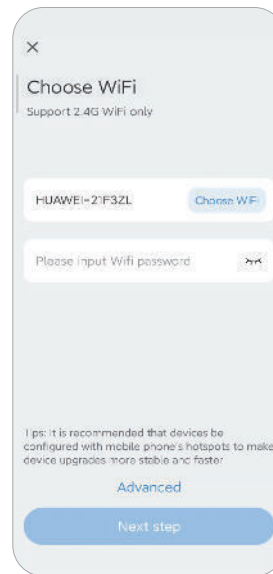 Choose WiFi
Support 2.4G WiFi only
HUAWEI-21F3ZL
Choose WiFi
Please input Wifi password
Tips: It is recommended that devices be
configured with mobile phone's hotspots to make
device upgrades more stable and faster
Advanced
Next step